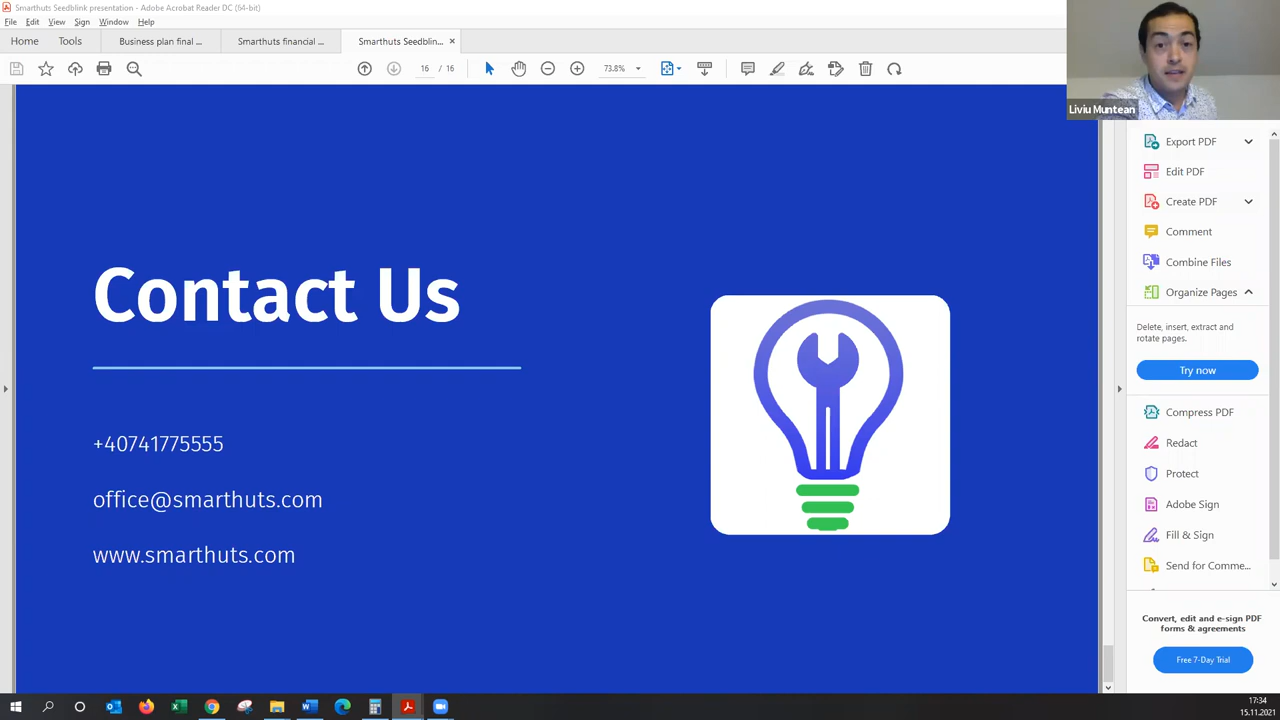 Smarthuts Seedblink presentation - Adobe Acrobat Reader DC (64-bit)
File Edit View Sign Window Help
Home Tools Business plan final ... Smarthuts financial ... Smarthuts Seedblin... ×
16 / 16 73.8%
Liviu Muntean
Contact Us
+40741775555
office@smarthuts.com
www.smarthuts.com
Export PDF
Edit PDF
Create PDF
Comment
Combine Files
Organize Pages
Delete, insert, extract and
rotate pages.
Try now
Compress PDF
Redact
Protect
Adobe Sign
Fill & Sign
Send for Comme...
Convert, edit and e-sign PDF
forms & agreements
Free 7-Day Trial
17:34
15.11.2021